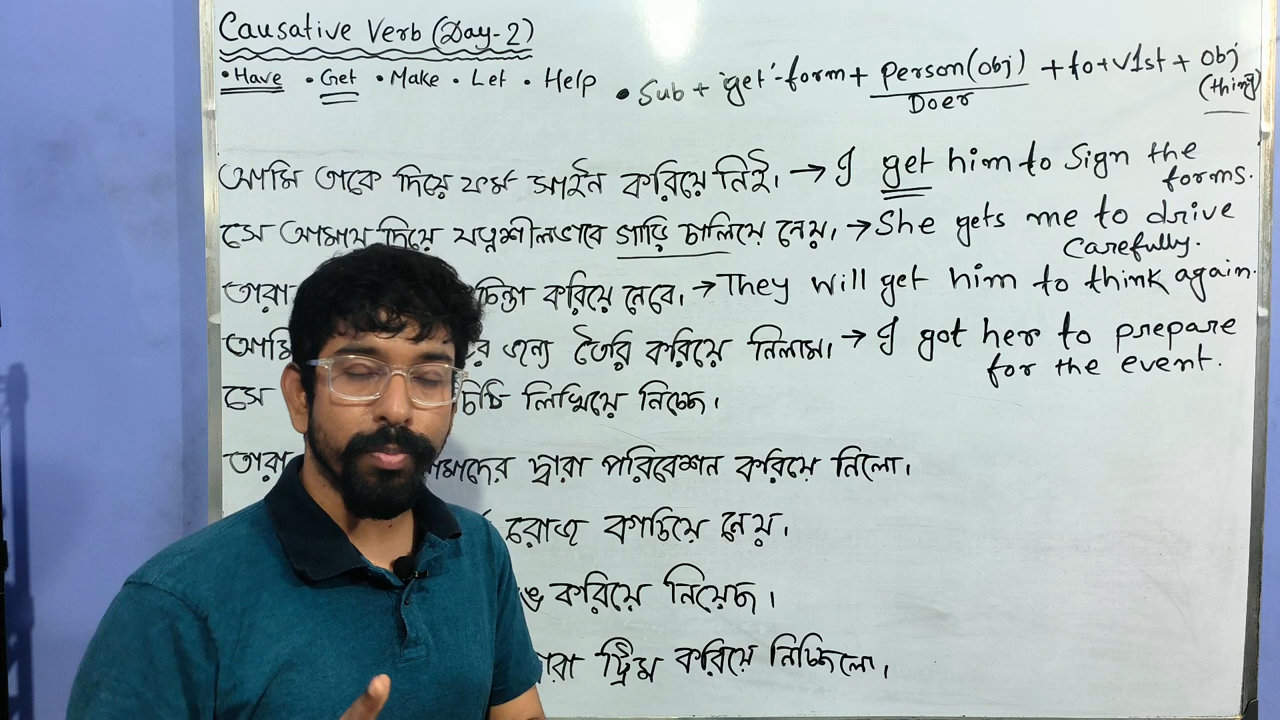 Causative Verb (Day-2)
• Have • Get • Make • Let • Help • Sub + 'get'-form + Person(obj) + to+v1st + obj
Doer (thing)
আমি তাকে দিয়ে ফর্ম সাইন করিয়ে নিই। → I get him to sign the
forms.
সে আমায় দিয়ে যত্নশীলভাবে গাড়ি চালিয়ে নেয়। → She gets me to drive
carefully.
তারা চিন্তা করিয়ে নেবে। → They will get him to think again.
আমি জন্যে তৈরি করিয়ে নিলাম। → I got her to prepare
for the event.
সে লিখিয়ে নিচ্ছে।
তারা দ্বারা পরিবেশন করিয়ে নিলো।
রোজ কাচিয়ে নেয়।
করিয়ে নিয়েছে।
ট্রিম করিয়ে নিচ্ছিলো।